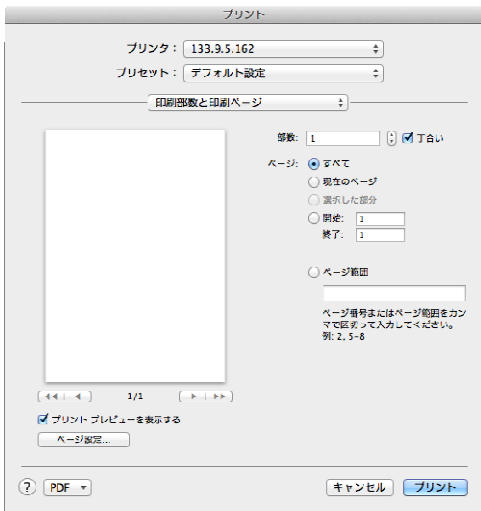 プリント
プリンタ： 133.9.5.162
プリセット： デフォルト設定
印刷部数と印刷ページ
部数: 1 丁合い
ページ: すべて
現在のページ
選択した部分
開始: 1
終了: 1
ページ範囲
ページ番号またはページ範囲をカン
マで区切って入力してください。
例: 2, 5–8
1/1
プリント プレビューを表示する
ページ設定...
? PDF キャンセル プリント